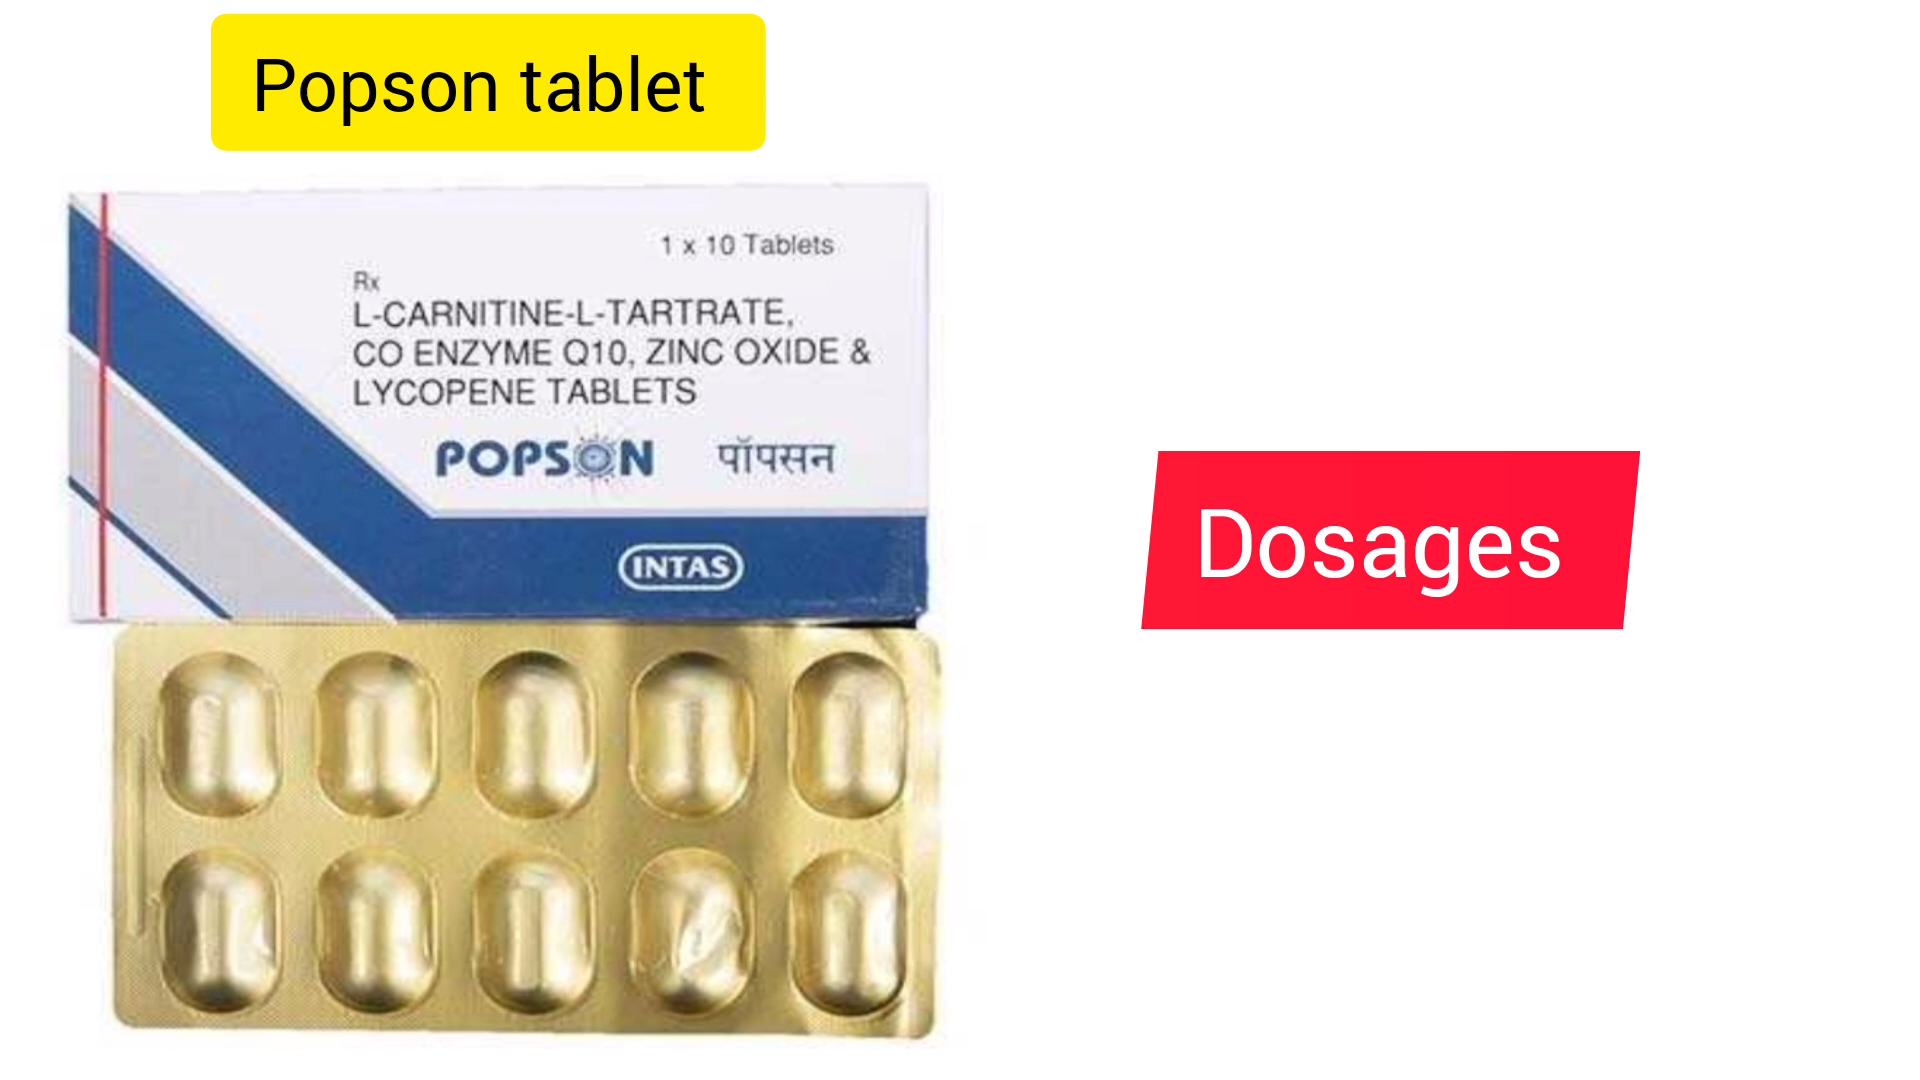 Popson tablet
1 x 10 Tablets
Rx
L-CARNITINE-L-TARTRATE,
CO ENZYME Q10, ZINC OXIDE &
LYCOPENE TABLETS
POPSON पॉपसन
INTAS
Dosages